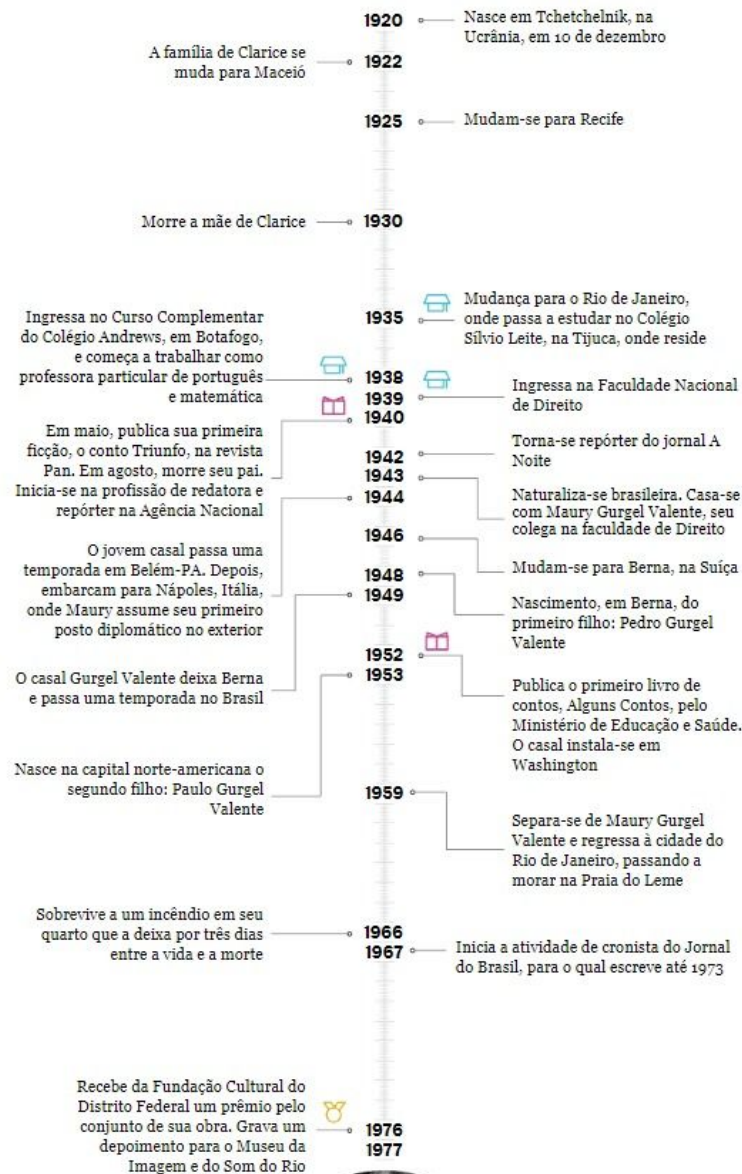 1920
Nasce em Tchetchelnik, na
Ucrânia, em 10 de dezembro
A família de Clarice se
muda para Maceió
1922
1925
Mudam-se para Recife
Morre a mãe de Clarice
1930
1935
Mudança para o Rio de Janeiro,
onde passa a estudar no Colégio
Sílvio Leite, na Tijuca, onde reside
Ingressa no Curso Complementar
do Colégio Andrews, em Botafogo,
e começa a trabalhar como
professora particular de português
e matemática
1938
1939
Ingressa na Faculdade Nacional
de Direito
1940
Em maio, publica sua primeira
ficção, o conto Triunfo, na revista
Pan. Em agosto, morre seu pai.
Inicia-se na profissão de redatora e
repórter na Agência Nacional
1942
Torna-se repórter do jornal A
Noite
1943
Naturaliza-se brasileira. Casa-se
com Maury Gurgel Valente, seu
colega na faculdade de Direito
1944
O jovem casal passa uma
temporada em Belém-PA. Depois,
embarcam para Nápoles, Itália,
onde Maury assume seu primeiro
posto diplomático no exterior
1946
Mudam-se para Berna, na Suíça
1948
Nascimento, em Berna, do
primeiro filho: Pedro Gurgel
Valente
1949
O casal Gurgel Valente deixa Berna
e passa uma temporada no Brasil
1952
Publica o primeiro livro de
contos, Alguns Contos, pelo
Ministério de Educação e Saúde.
O casal instala-se em
Washington
1953
Nasce na capital norte-americana o
segundo filho: Paulo Gurgel
Valente
1959
Separa-se de Maury Gurgel
Valente e regressa à cidade do
Rio de Janeiro, passando a
morar na Praia do Leme
Sobrevive a um incêndio em seu
quarto que a deixa por três dias
entre a vida e a morte
1966
1967
Inicia a atividade de cronista do Jornal
do Brasil, para o qual escreve até 1973
Recebe da Fundação Cultural do
Distrito Federal um prêmio pelo
conjunto de sua obra. Grava um
depoimento para o Museu da
Imagem e do Som do Rio
1976
1977